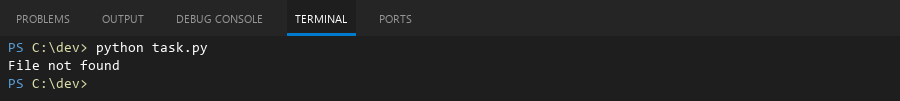 PROBLEMS OUTPUT DEBUG CONSOLE TERMINAL PORTS
PS C:\dev> python task.py
File not found
PS C:\dev>